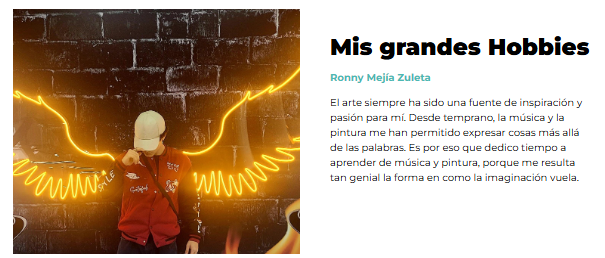 Mis grandes Hobbies
Ronny Mejía Zuleta
El arte siempre ha sido una fuente de inspiración y
pasión para mí. Desde temprano, la música y la
pintura me han permitido expresar cosas más allá
de las palabras. Es por eso que dedico tiempo a
aprender de música y pintura, porque me resulta
tan genial la forma en como la imaginación vuela.